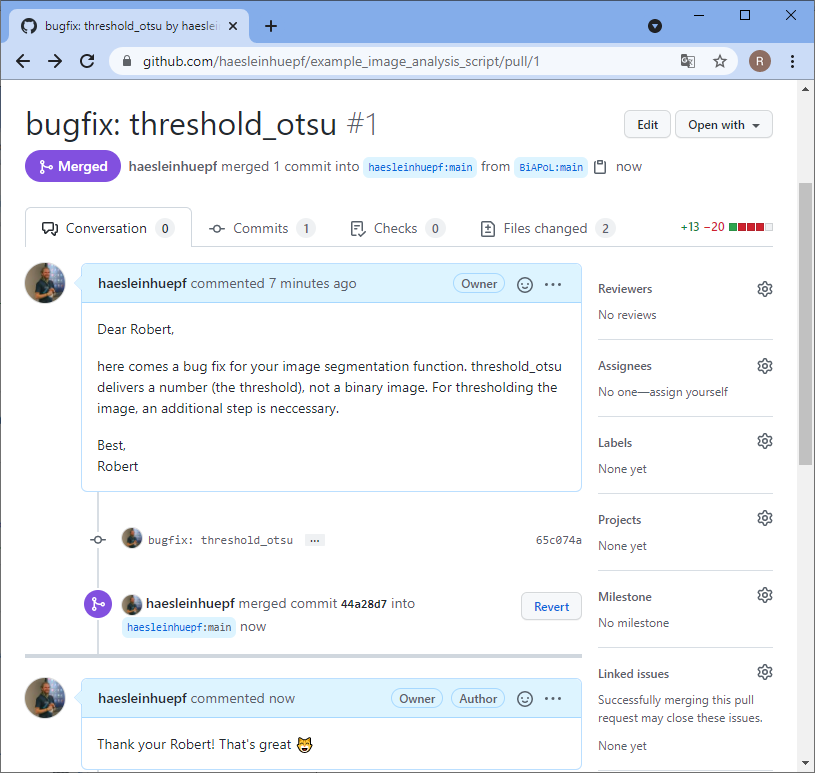 bugfix: threshold_otsu by haeslein
github.com/haesleinhuepf/example_image_analysis_script/pull/1
R
bugfix: threshold_otsu #1
Edit
Open with
Merged
haesleinhuepf merged 1 commit into haesleinhuepf:main from BiAPoL:main now
Conversation 0
Commits 1
Checks 0
Files changed 2
+13 −20
haesleinhuepf commented 7 minutes ago
Owner
Dear Robert,
here comes a bug fix for your image segmentation function. threshold_otsu
delivers a number (the threshold), not a binary image. For thresholding the
image, an additional step is neccessary.
Best,
Robert
bugfix: threshold_otsu ...
65c074a
haesleinhuepf merged commit 44a28d7 into
haesleinhuepf:main now
Revert
haesleinhuepf commented now
Owner
Author
Thank your Robert! That's great 😸
Reviewers
No reviews
Assignees
No one—assign yourself
Labels
None yet
Projects
None yet
Milestone
No milestone
Linked issues
Successfully merging this pull
request may close these issues.
None yet